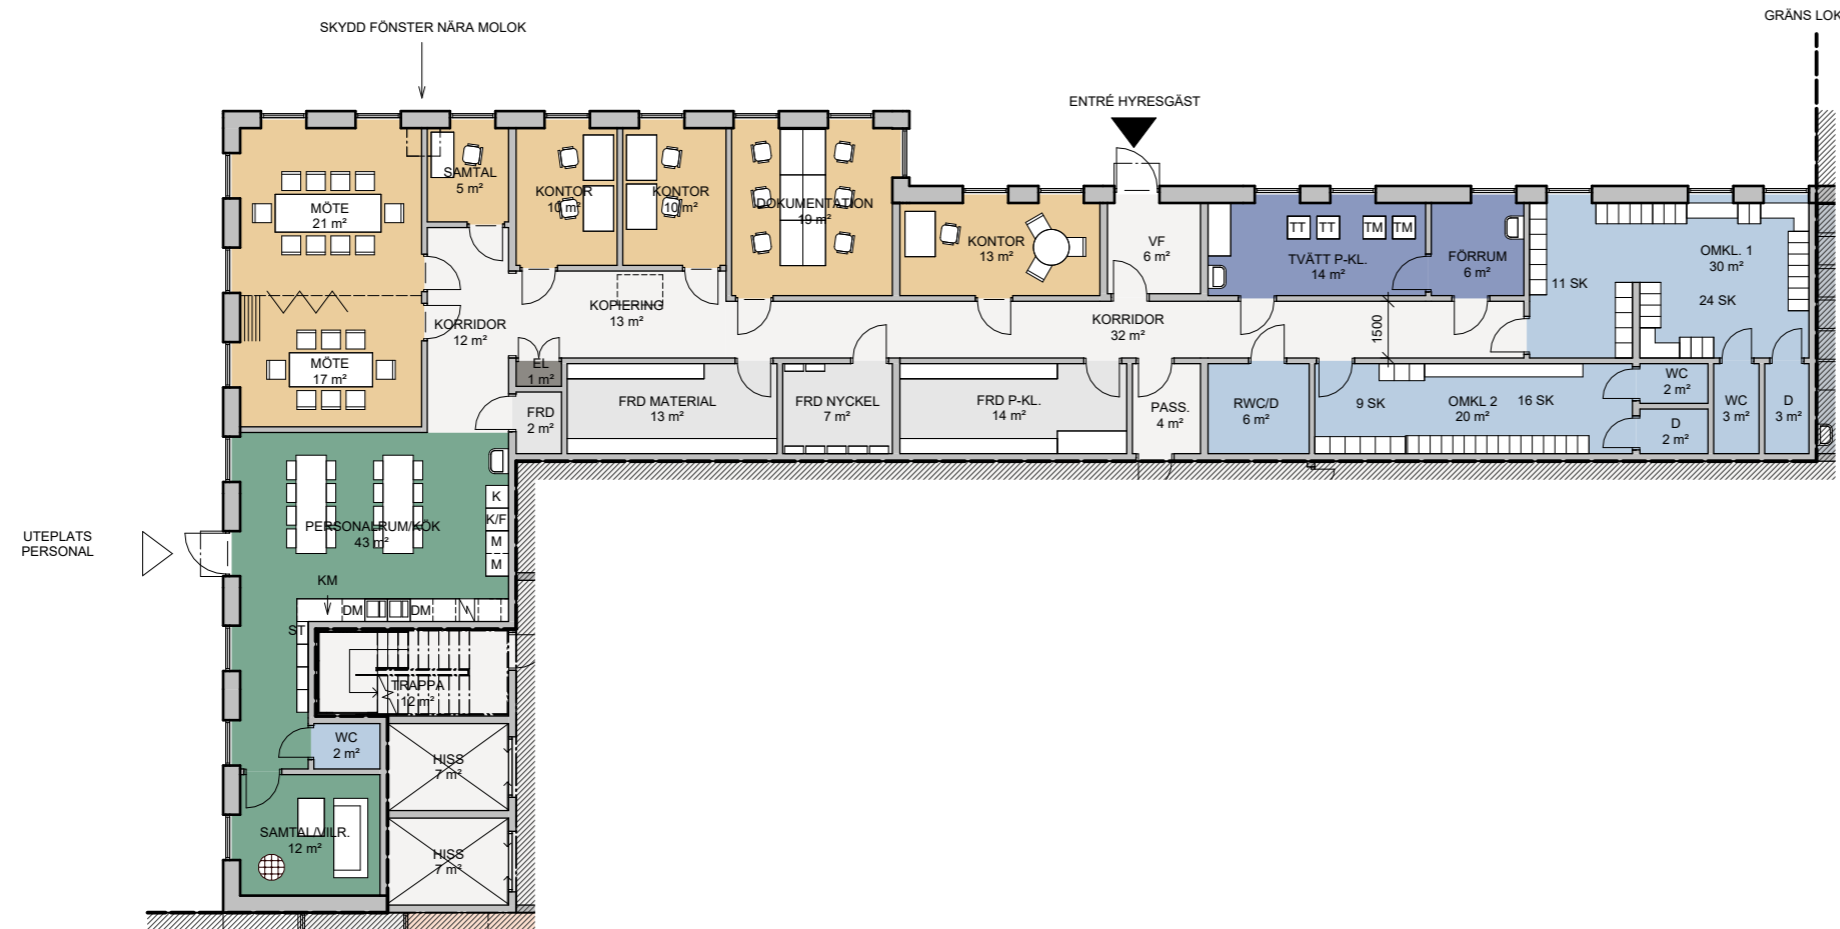 SKYDD FÖNSTER NÄRA MOLOK
GRÄNS LOK
ENTRÉ HYRESGÄST
MÖTE
21 m²
SAMTAL
5 m²
KONTOR
10 m²
KONTOR
10 m²
DOKUMENTATION
19 m²
KONTOR
13 m²
VF
6 m²
TT
TT
TM
TM
TVÄTT P-KL.
14 m²
FÖRRUM
6 m²
OMKL. 1
30 m²
11 SK
24 SK
KOPIERING
13 m²
KORRIDOR
12 m²
KORRIDOR
32 m²
1500
MÖTE
17 m²
EL
1 m²
FRD
2 m²
FRD MATERIAL
13 m²
FRD NYCKEL
7 m²
FRD P-KL.
14 m²
PASS.
4 m²
RWC/D
6 m²
9 SK
OMKL 2
20 m²
16 SK
WC
2 m²
D
2 m²
WC
3 m²
D
3 m²
UTEPLATS
PERSONAL
PERSONALRUM/KÖK
43 m²
K
K/F
M
M
KM
DM
DM
ST
TRAPPA
12 m²
WC
2 m²
HISS
7 m²
SAMTAL/VILR.
12 m²
HISS
7 m²